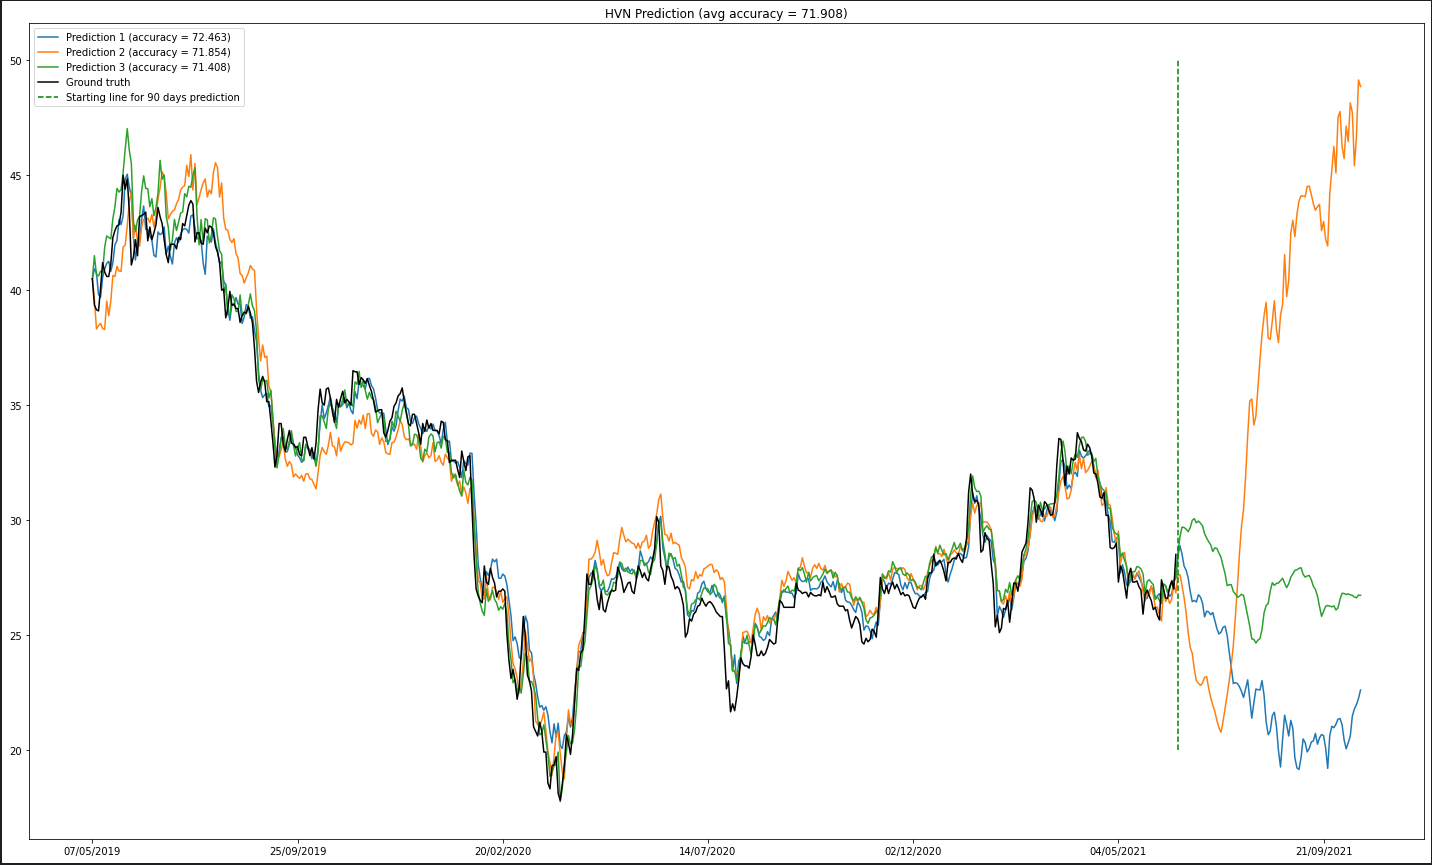 HVN Prediction (avg accuracy = 71.908)
Prediction 1 (accuracy = 72.463)
Prediction 2 (accuracy = 71.854)
Prediction 3 (accuracy = 71.408)
Ground truth
Starting line for 90 days prediction
50
45
40
35
30
25
20
07/05/2019 25/09/2019 20/02/2020 14/07/2020 02/12/2020 04/05/2021 21/09/2021